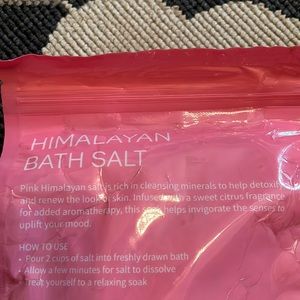 HIMALAYAN
BATH SALT
Pink Himalayan salt is rich in cleansing minerals to help detoxify
and renew the look of skin. Infused with a sweet citrus fragrance
for added aromatherapy, this soak helps invigorate the senses to
uplift your mood.
HOW TO USE
• Pour 2 cups of salt into freshly drawn bath
• Allow a few minutes for salt to dissolve
• Treat yourself to a relaxing soak